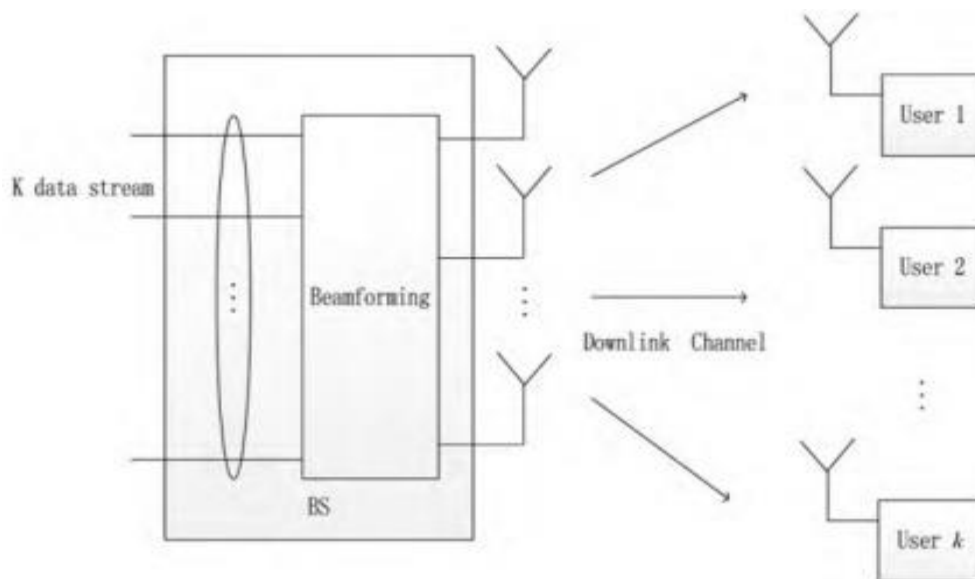 User 1
K data stream
User 2
Beamforming
Downlink Channel
BS
User k